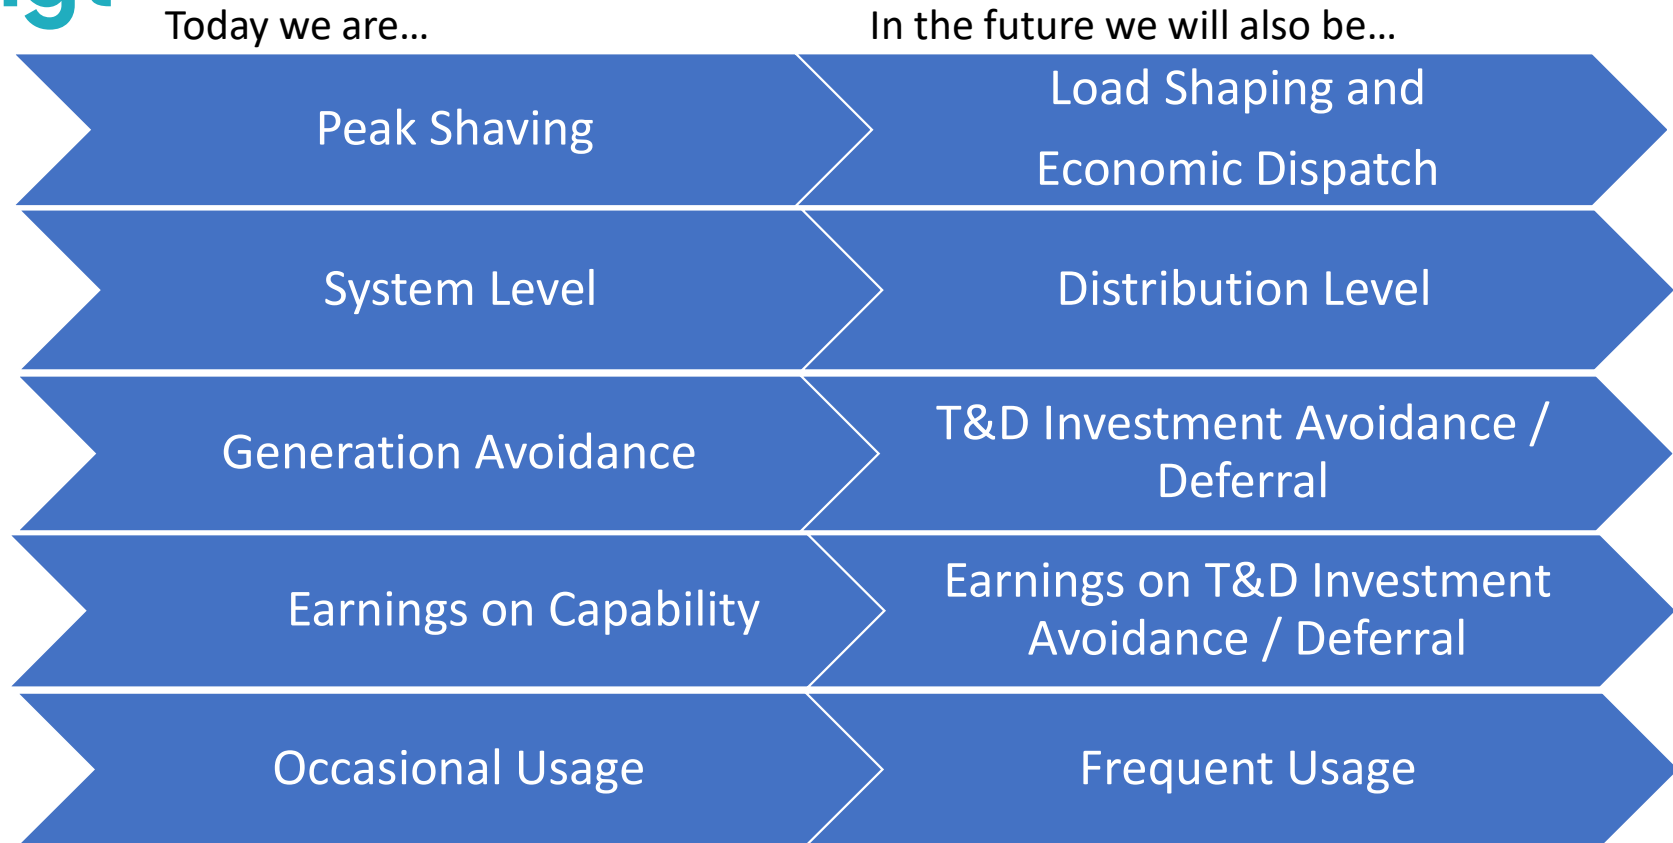 Today we are…
In the future we will also be…
Peak Shaving
Load Shaping and
Economic Dispatch
System Level
Distribution Level
Generation Avoidance
T&D Investment Avoidance /
Deferral
Earnings on Capability
Earnings on T&D Investment
Avoidance / Deferral
Occasional Usage
Frequent Usage